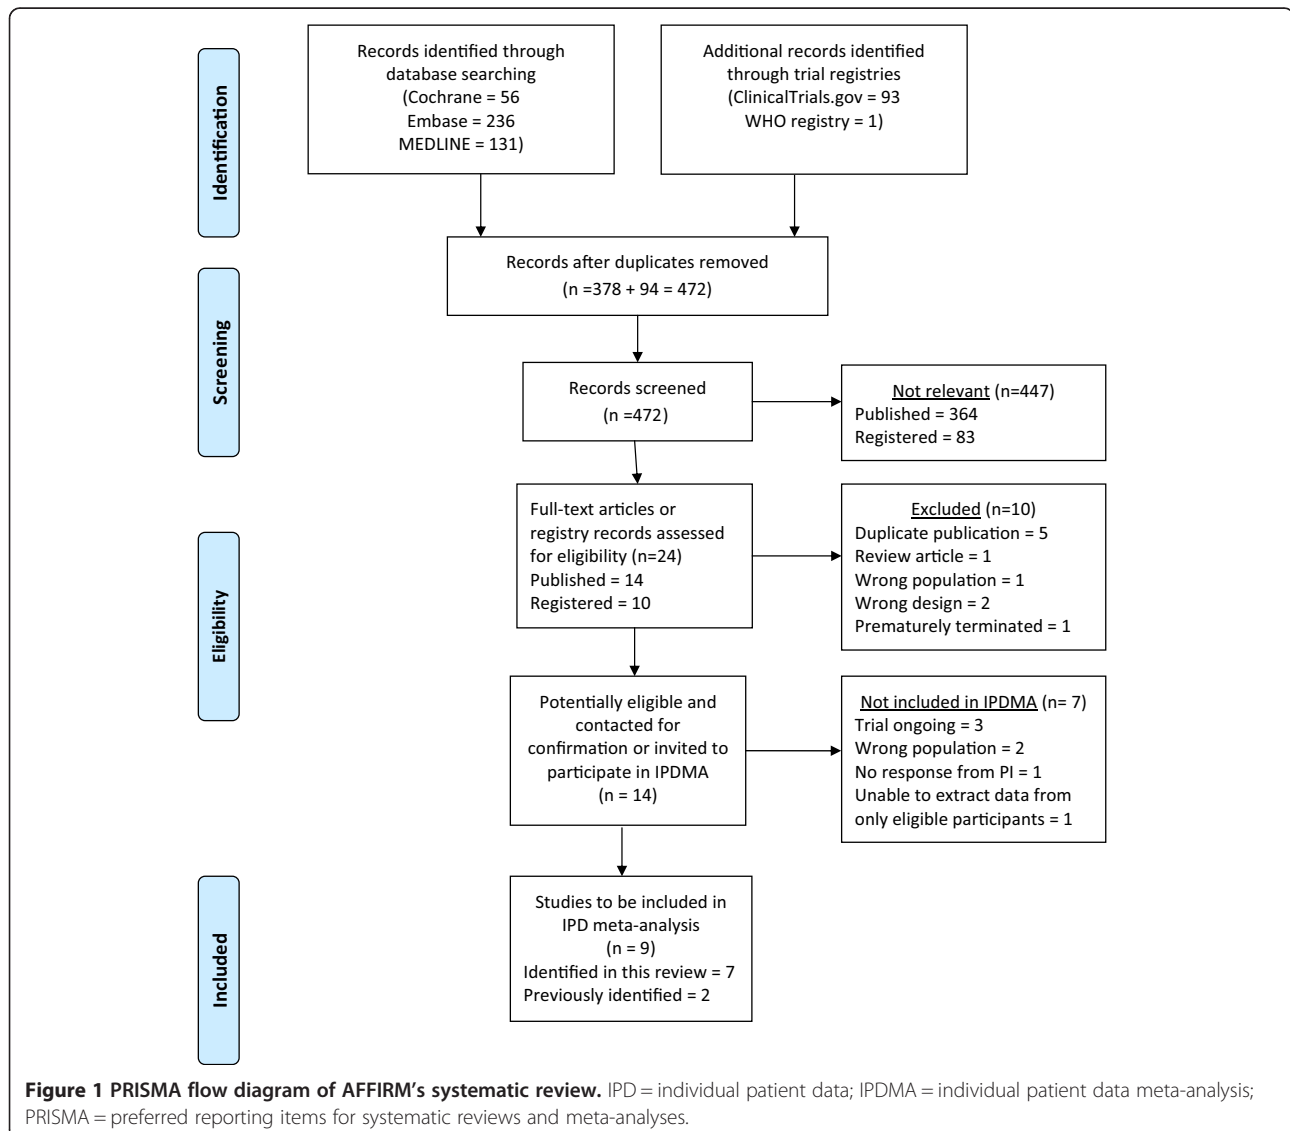 Identification
Records identified through
database searching
(Cochrane = 56
Embase = 236
MEDLINE = 131)
Additional records identified
through trial registries
(ClinicalTrials.gov = 93
WHO registry = 1)
Records after duplicates removed
(n =378 + 94 = 472)
Screening
Records screened
(n =472)
Not relevant (n=447)
Published = 364
Registered = 83
Eligibility
Full-text articles or
registry records assessed
for eligibility (n=24)
Published = 14
Registered = 10
Excluded (n=10)
Duplicate publication = 5
Review article = 1
Wrong population = 1
Wrong design = 2
Prematurely terminated = 1
Potentially eligible and
contacted for
confirmation or invited to
participate in IPDMA
(n = 14)
Not included in IPDMA (n= 7)
Trial ongoing = 3
Wrong population = 2
No response from PI = 1
Unable to extract data from
only eligible participants = 1
Included
Studies to be included in
IPD meta-analysis
(n = 9)
Identified in this review = 7
Previously identified = 2
Figure 1 PRISMA flow diagram of AFFIRM's systematic review. IPD = individual patient data; IPDMA = individual patient data meta-analysis;
PRISMA = preferred reporting items for systematic reviews and meta-analyses.